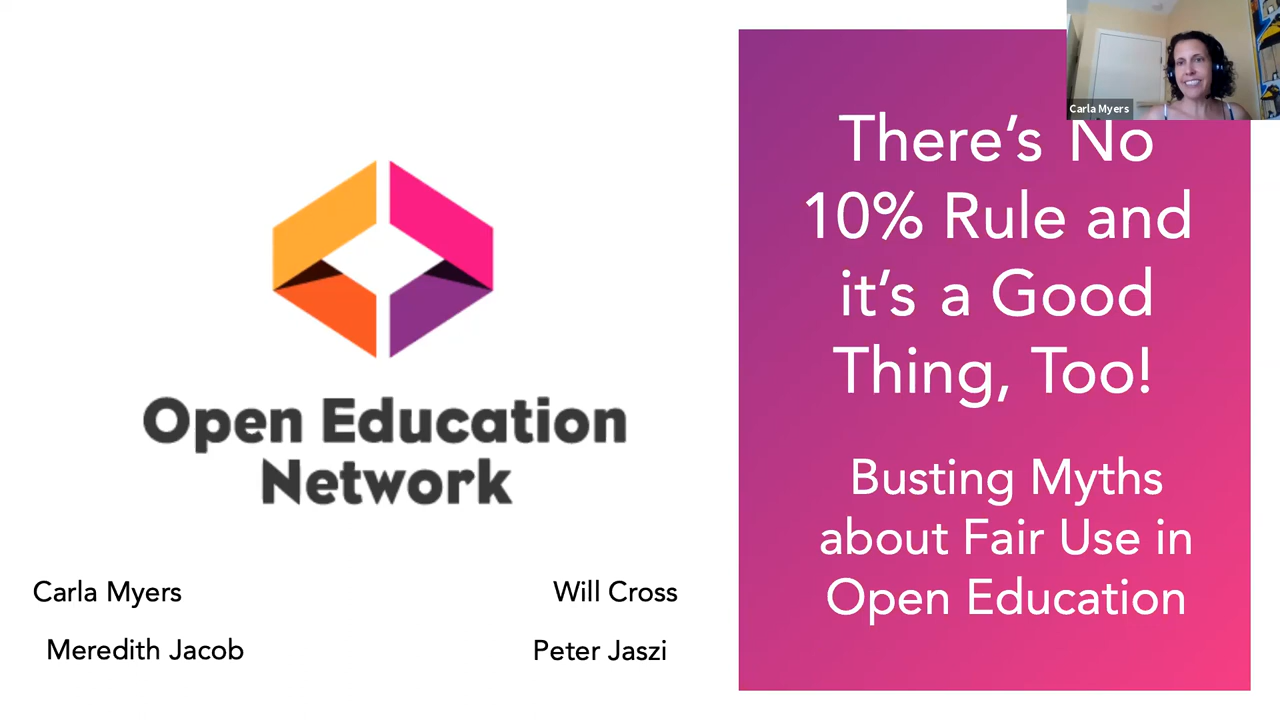 Carla Myers
There's No
10% Rule and
it's a Good
Thing, Too!
Busting Myths
about Fair Use in
Open Education
Open Education
Network
Carla Myers
Will Cross
Meredith Jacob
Peter Jaszi